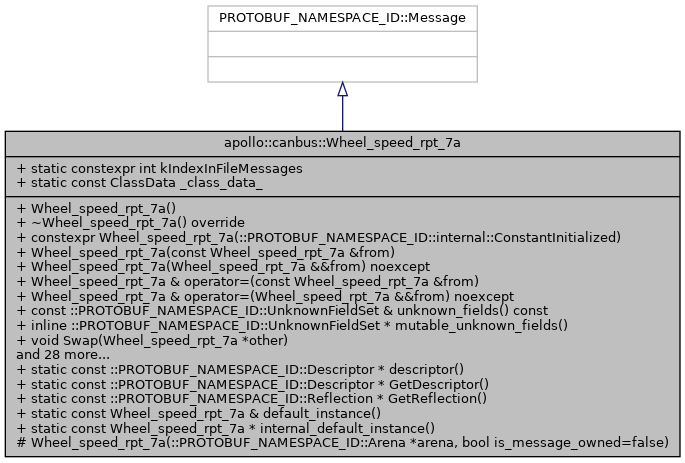 PROTOBUF_NAMESPACE_ID::Message
apollo::canbus::Wheel_speed_rpt_7a
+ static constexpr int kIndexInFileMessages
+ static const ClassData _class_data_
+ Wheel_speed_rpt_7a()
+ ~Wheel_speed_rpt_7a() override
+ constexpr Wheel_speed_rpt_7a(::PROTOBUF_NAMESPACE_ID::internal::ConstantInitialized)
+ Wheel_speed_rpt_7a(const Wheel_speed_rpt_7a &from)
+ Wheel_speed_rpt_7a(Wheel_speed_rpt_7a &&from) noexcept
+ Wheel_speed_rpt_7a & operator=(const Wheel_speed_rpt_7a &from)
+ Wheel_speed_rpt_7a & operator=(Wheel_speed_rpt_7a &&from) noexcept
+ const ::PROTOBUF_NAMESPACE_ID::UnknownFieldSet & unknown_fields() const
+ inline ::PROTOBUF_NAMESPACE_ID::UnknownFieldSet * mutable_unknown_fields()
+ void Swap(Wheel_speed_rpt_7a *other)
and 28 more...
+ static const ::PROTOBUF_NAMESPACE_ID::Descriptor * descriptor()
+ static const ::PROTOBUF_NAMESPACE_ID::Descriptor * GetDescriptor()
+ static const ::PROTOBUF_NAMESPACE_ID::Reflection * GetReflection()
+ static const Wheel_speed_rpt_7a & default_instance()
+ static const Wheel_speed_rpt_7a * internal_default_instance()
# Wheel_speed_rpt_7a(::PROTOBUF_NAMESPACE_ID::Arena *arena, bool is_message_owned=false)